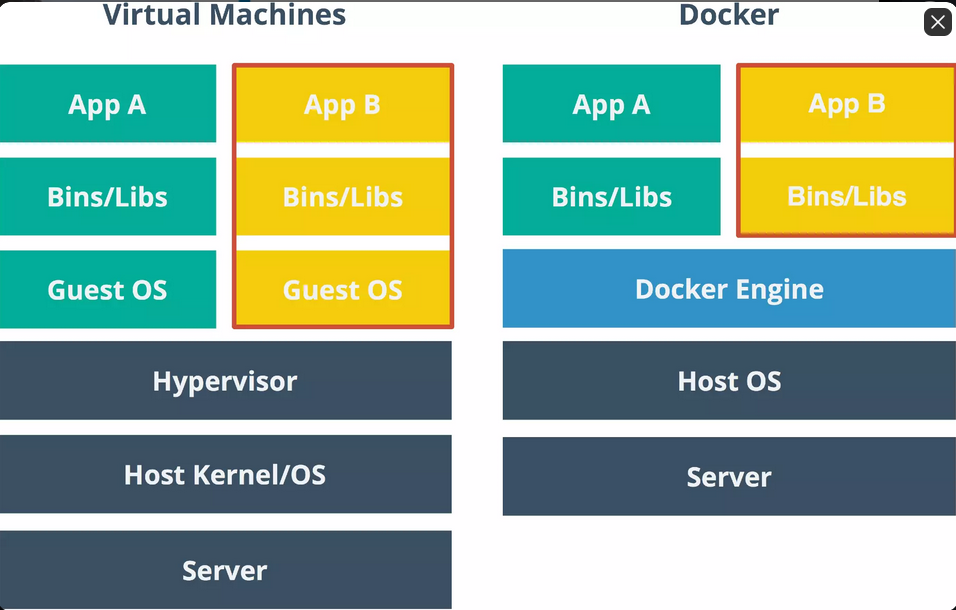 Virtual Machines
App A
App B
Bins/Libs
Bins/Libs
Guest OS
Guest OS
Hypervisor
Host Kernel/OS
Server
Docker
App A
App B
Bins/Libs
Bins/Libs
Docker Engine
Host OS
Server